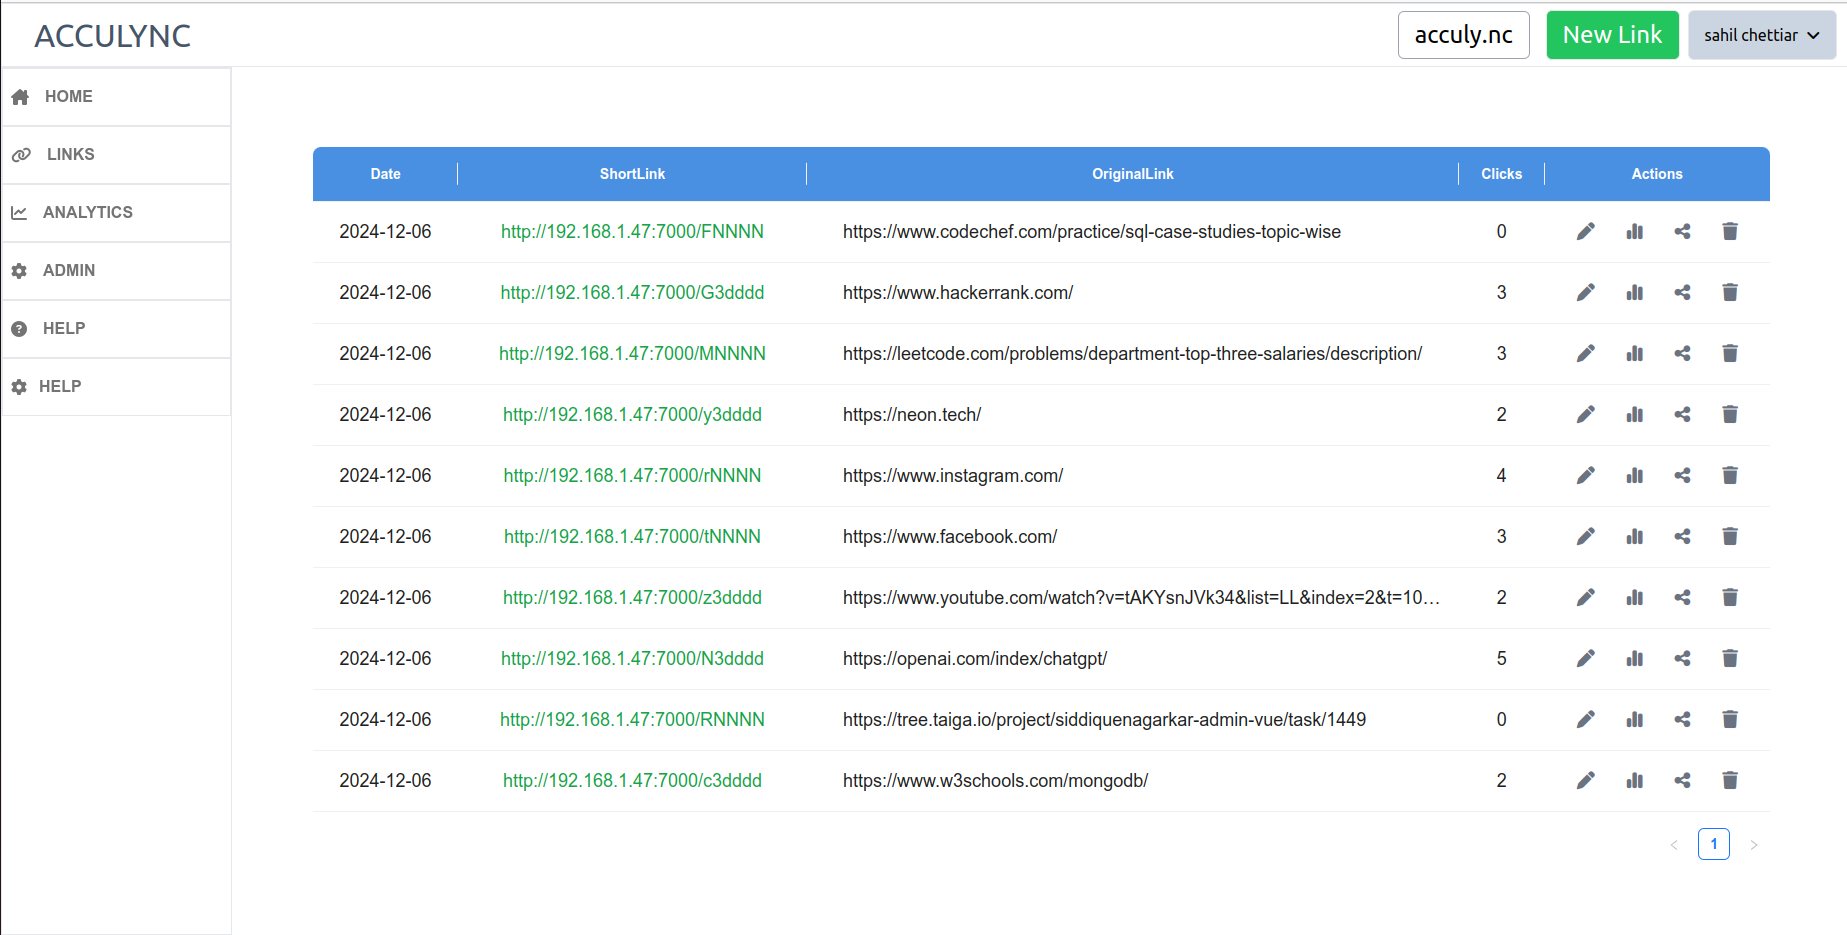 ACCULYNC acculy.nc New Link sahil chettiar
HOME
LINKS
ANALYTICS
ADMIN
HELP
HELP
Date ShortLink OriginalLink Clicks Actions
2024-12-06 http://192.168.1.47:7000/FNNNN https://www.codechef.com/practice/sql-case-studies-topic-wise 0
2024-12-06 http://192.168.1.47:7000/G3dddd https://www.hackerrank.com/ 3
2024-12-06 http://192.168.1.47:7000/MNNNN https://leetcode.com/problems/department-top-three-salaries/description/ 3
2024-12-06 http://192.168.1.47:7000/y3dddd https://neon.tech/ 2
2024-12-06 http://192.168.1.47:7000/rNNNN https://www.instagram.com/ 4
2024-12-06 http://192.168.1.47:7000/tNNNN https://www.facebook.com/ 3
2024-12-06 http://192.168.1.47:7000/z3dddd https://www.youtube.com/watch?v=tAKYsnJVk34&list=LL&index=2&t=10... 2
2024-12-06 http://192.168.1.47:7000/N3dddd https://openai.com/index/chatgpt/ 5
2024-12-06 http://192.168.1.47:7000/RNNNN https://tree.taiga.io/project/siddiquenagarkar-admin-vue/task/1449 0
2024-12-06 http://192.168.1.47:7000/c3dddd https://www.w3schools.com/mongodb/ 2
< 1 >